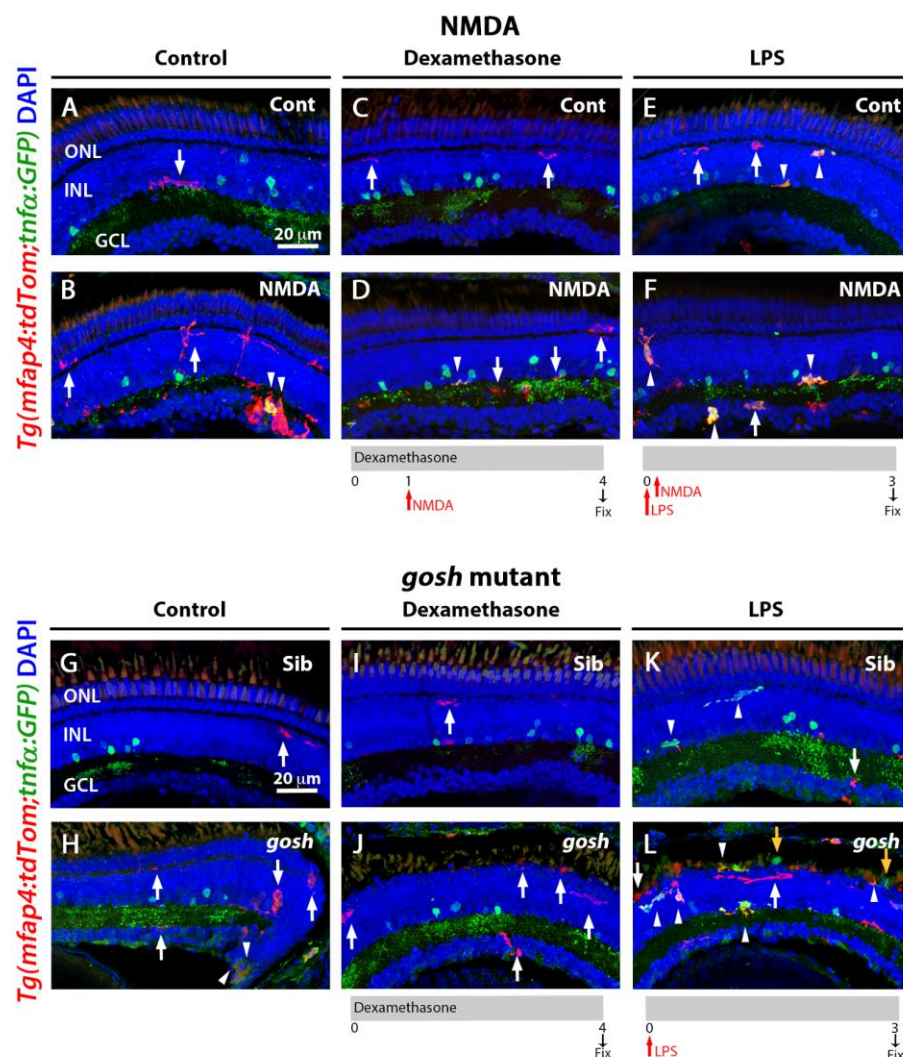 NMDA
Control Dexamethasone LPS
Tg(mfap4:tdTom;tnfα:GFP) DAPI
A Cont C Cont E Cont
ONL
INL
GCL 20 μm
B NMDA D NMDA F NMDA
Dexamethasone
0 1 4 0 3
NMDA Fix NMDA Fix
LPS
gosh mutant
Control Dexamethasone LPS
Tg(mfap4:tdTom;tnfα:GFP) DAPI
G Sib I Sib K Sib
ONL
INL
GCL 20 μm
H gosh J gosh L gosh
Dexamethasone
0 4 0 3
Fix LPS Fix